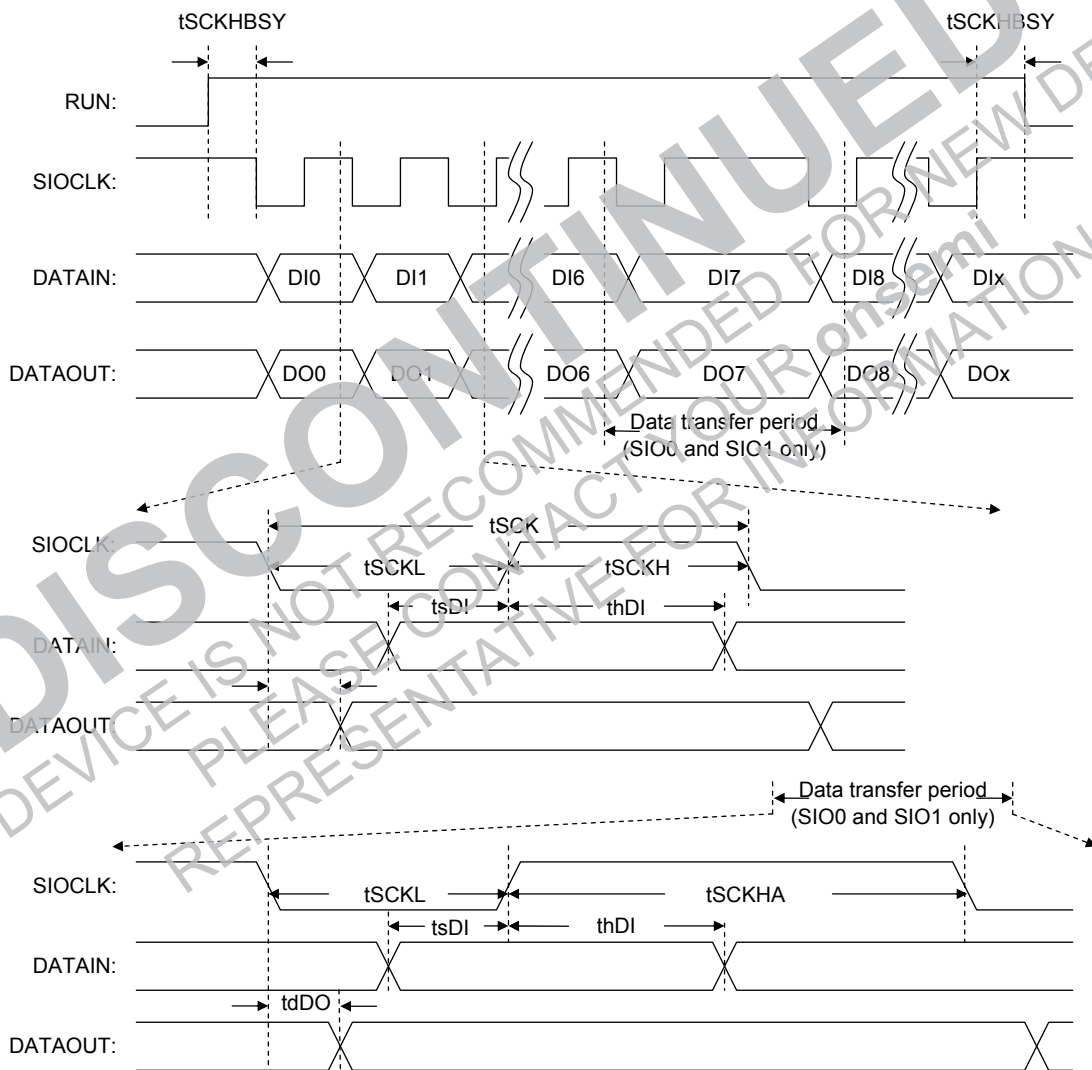 tSCKHBSY tSCKHBSY
RUN:
SIOCLK:
DATAIN: DI0 DI1 DI6 DI7 DI8 DIx
DATAOUT: DO0 DO1 DO6 DO7 DO8 DOx
Data transfer period
(SIO0 and SIO1 only)
tSCK
SIOCLK:
tSCKL tSCKH
tsDI thDI
DATAIN:
DATAOUT:
Data transfer period
(SIO0 and SIO1 only)
SIOCLK:
tSCKL tSCKHA
tsDI thDI
DATAIN:
tdDO
DATAOUT:
DISCONTINUED
DEVICE IS NOT RECOMMENDED FOR NEW DE
PLEASE CONTACT YOUR onsemi
REPRESENTATIVE FOR INFORMATION